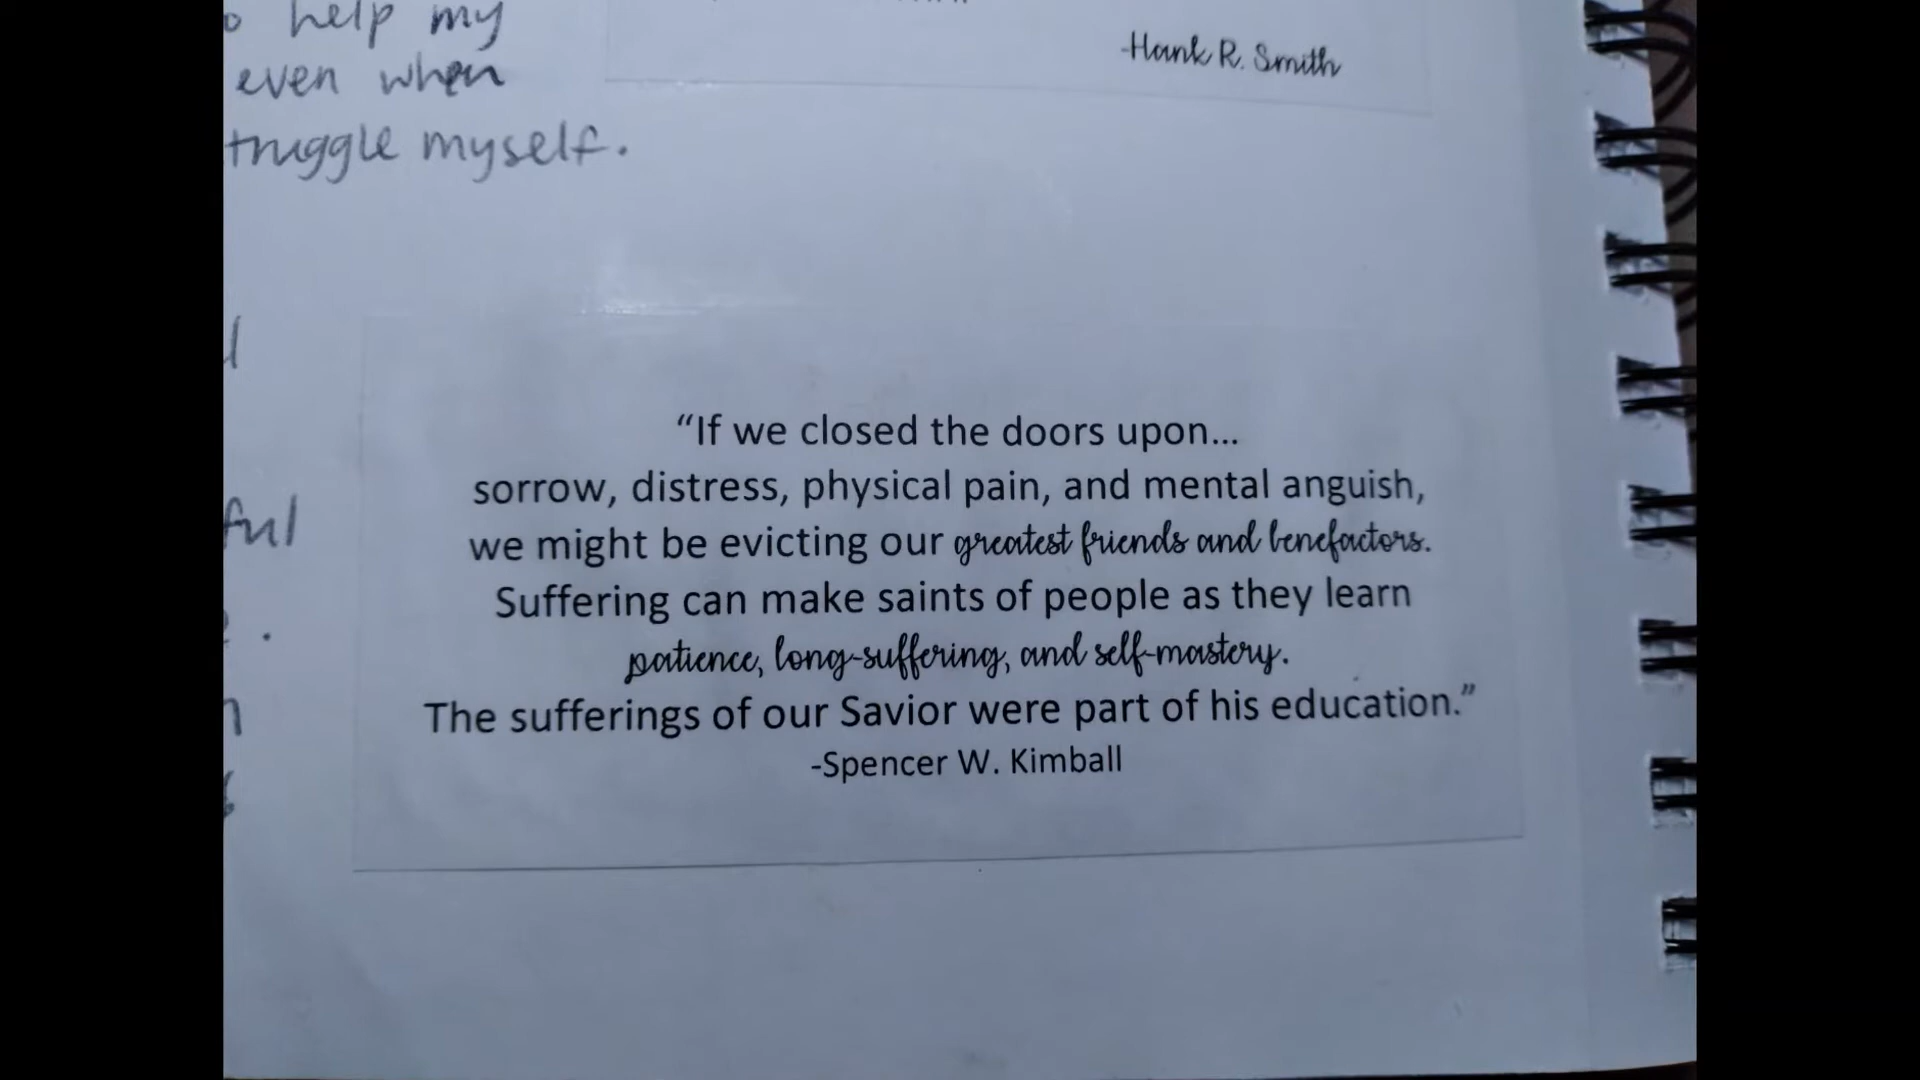 help my
even when
truggle myself.
-Hank R. Smith
ful
“If we closed the doors upon...
sorrow, distress, physical pain, and mental anguish,
we might be evicting our greatest friends and benefactors.
Suffering can make saints of people as they learn
patience, long-suffering, and self-mastery.
The sufferings of our Savior were part of his education.”
-Spencer W. Kimball